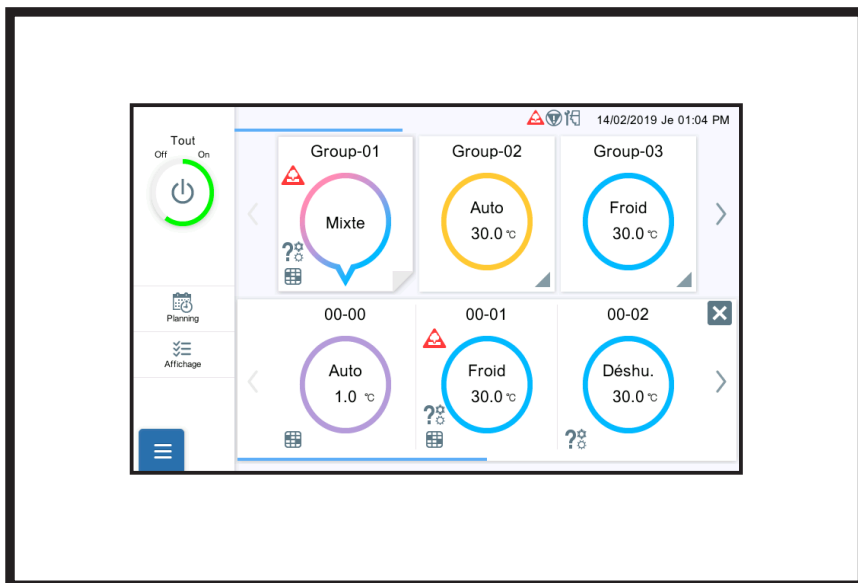 14/02/2019 Je 01:04 PM
Tout
Off On
Group-01
Group-02
Group-03
Mixte
Auto
30.0 °C
Froid
30.0 °C
Planning
Affichage
00-00
00-01
00-02
Auto
1.0 °C
Froid
30.0 °C
Déshu.
30.0 °C